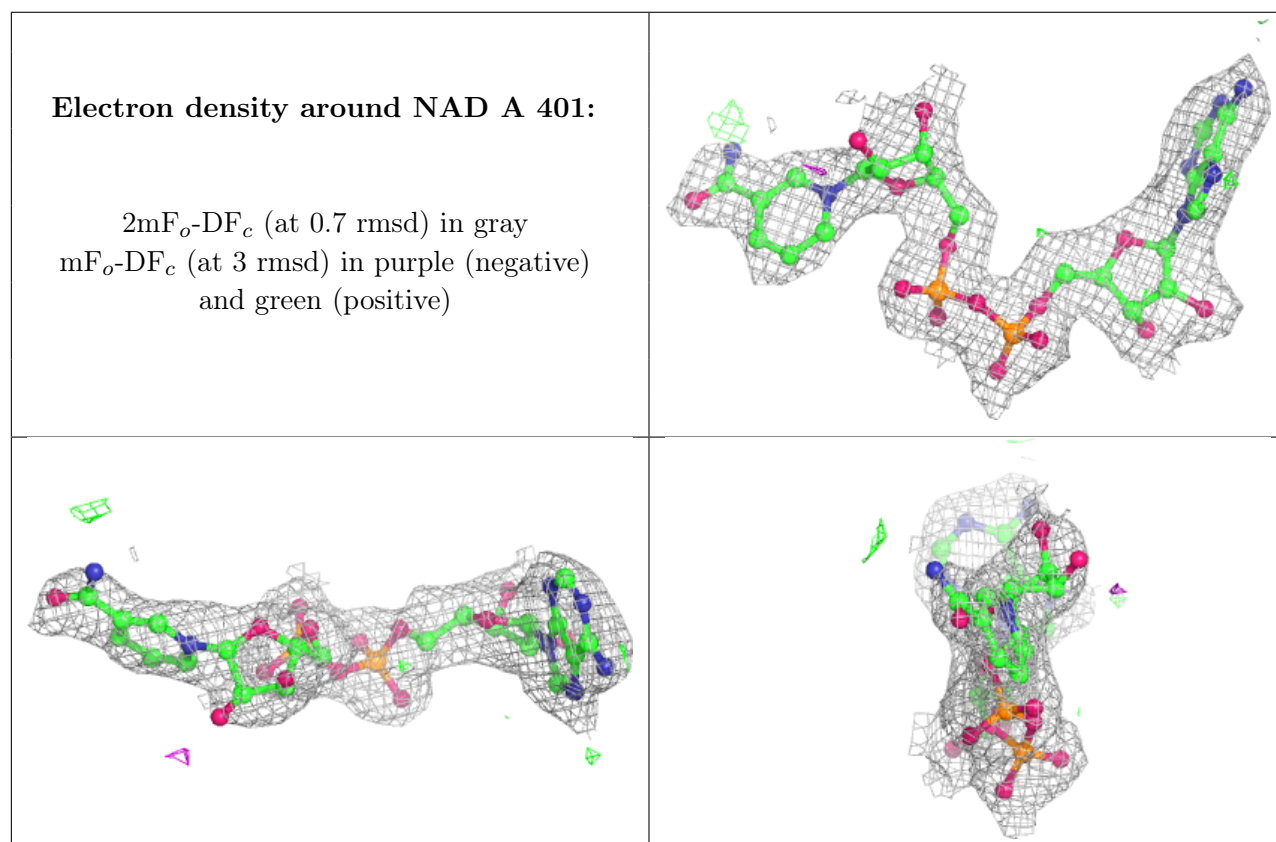 Electron density around NAD A 401:
2mFo-DFc (at 0.7 rmsd) in gray
mFo-DFc (at 3 rmsd) in purple (negative)
and green (positive)